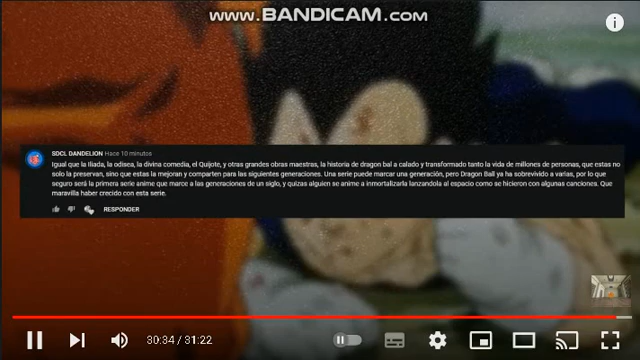 www.BANDICAM.com
SDCL DANDELION Hace 10 minutos
Igual que la Iliada, la odisea, la divina comedia, el Quijote, y otras grandes obras maestras, la historia de dragon bal a calado y transformado tanto la vida de millones de personas, que estas no
solo la preservan, sino que estas la mejoran y comparten para las siguientes generaciones. Una serie puede marcar una generación, pero Dragon Ball ya ha sobrevivido a varias, por lo que
seguro será la primera serie anime que marce a las generaciones de un siglo, y quizas alguien se anime a inmortalizarla lanzandola al espacio como se hicieron con algunas canciones. Que
maravilla haber crecido con esta serie.
RESPONDER
30:34 / 31:22